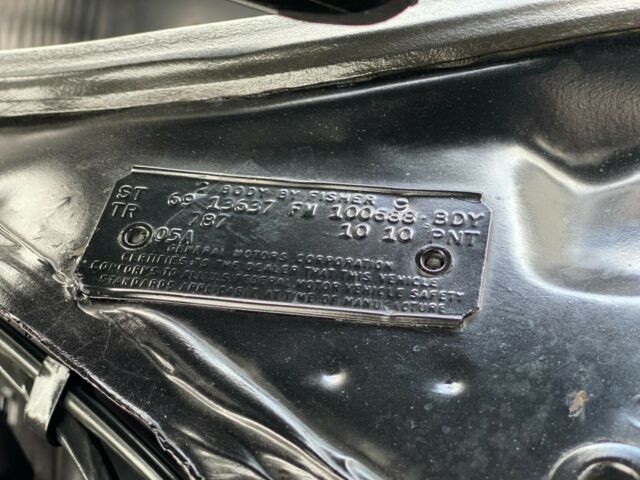 2 BODY BY FISHER 9
ST 69 13637 FM 100688 BDY
TR 787 10 10 PNT
05A
GENERAL MOTORS CORPORATION
CERTIFIES TO THE DEALER THAT THIS VEHICLE
CONFORMS TO ALL FEDERAL MOTOR VEHICLE SAFETY
STANDARDS APPLICABLE AT TIME OF MANUFACTURE